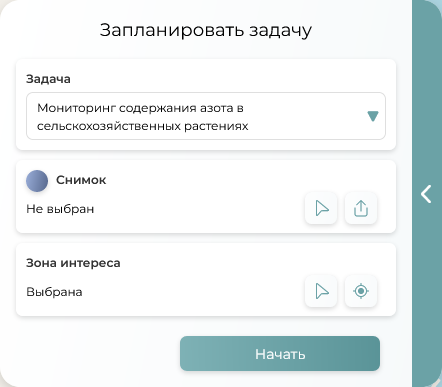 Запланировать задачу
Задача
Мониторинг содержания азота в
сельскохозяйственных растениях
Снимок
Не выбран
Зона интереса
Выбрана
Начать